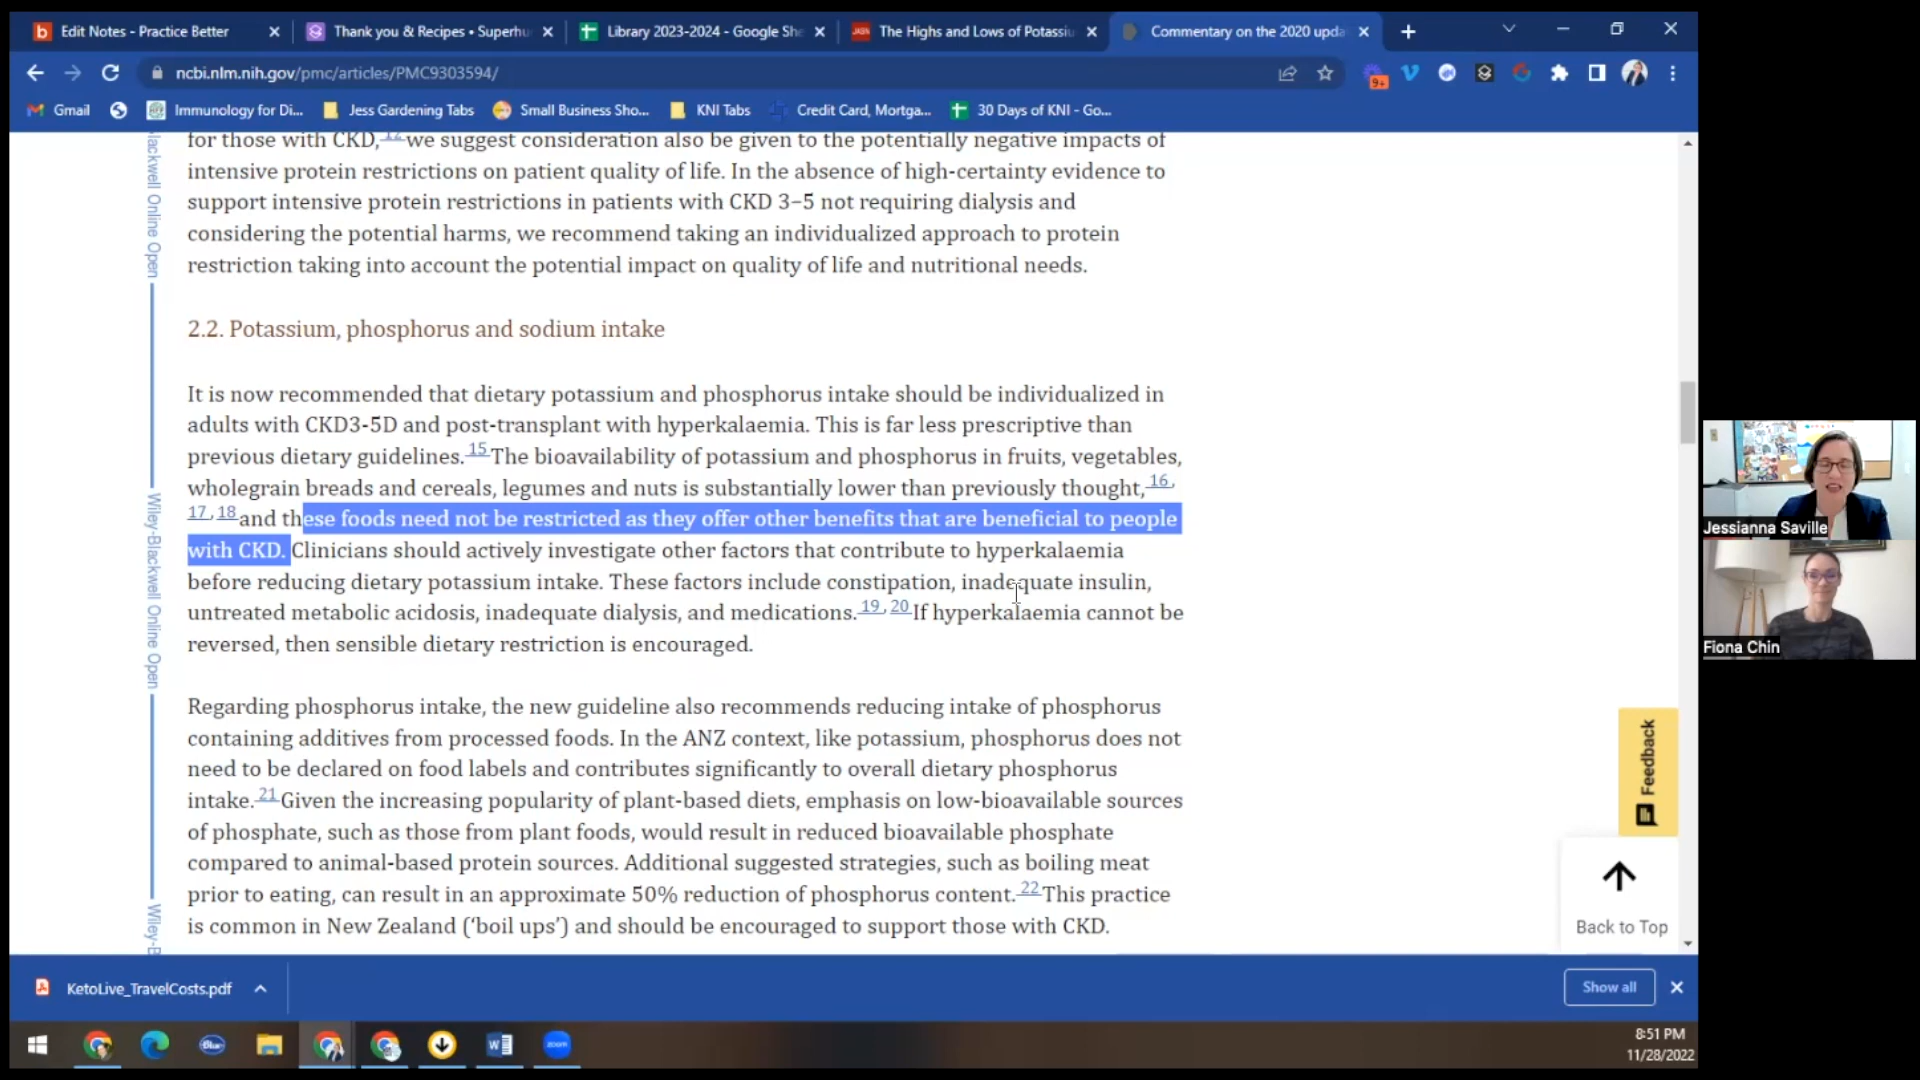 Edit Notes - Practice Better
Thank you & Recipes • Superhu
Library 2023-2024 - Google She
The Highs and Lows of Potassiu
Commentary on the 2020 upda
ncbi.nlm.nih.gov/pmc/articles/PMC9303594/
9+
Gmail
Immunology for Di...
Jess Gardening Tabs
Small Business Sho...
KNI Tabs
Credit Card, Mortga...
30 Days of KNI - Go...
for those with CKD,12 we suggest consideration also be given to the potentially negative impacts of
intensive protein restrictions on patient quality of life. In the absence of high-certainty evidence to
support intensive protein restrictions in patients with CKD 3–5 not requiring dialysis and
considering the potential harms, we recommend taking an individualized approach to protein
restriction taking into account the potential impact on quality of life and nutritional needs.
2.2. Potassium, phosphorus and sodium intake
It is now recommended that dietary potassium and phosphorus intake should be individualized in
adults with CKD3-5D and post-transplant with hyperkalaemia. This is far less prescriptive than
previous dietary guidelines.15 The bioavailability of potassium and phosphorus in fruits, vegetables,
wholegrain breads and cereals, legumes and nuts is substantially lower than previously thought,16,
17, 18 and these foods need not be restricted as they offer other benefits that are beneficial to people
with CKD. Clinicians should actively investigate other factors that contribute to hyperkalaemia
before reducing dietary potassium intake. These factors include constipation, inadequate insulin,
untreated metabolic acidosis, inadequate dialysis, and medications.19, 20 If hyperkalaemia cannot be
reversed, then sensible dietary restriction is encouraged.
Regarding phosphorus intake, the new guideline also recommends reducing intake of phosphorus
containing additives from processed foods. In the ANZ context, like potassium, phosphorus does not
need to be declared on food labels and contributes significantly to overall dietary phosphorus
intake.21 Given the increasing popularity of plant-based diets, emphasis on low-bioavailable sources
of phosphate, such as those from plant foods, would result in reduced bioavailable phosphate
compared to animal-based protein sources. Additional suggested strategies, such as boiling meat
prior to eating, can result in an approximate 50% reduction of phosphorus content.22 This practice
is common in New Zealand (‘boil ups’) and should be encouraged to support those with CKD.
lackwell Online Open
Wiley-Blackwell Online Open
Wiley-B
Feedback
Back to Top
Jessianna Saville
Fiona Chin
KetoLive_TravelCosts.pdf
Show all
zoom
8:51 PM
11/28/2022